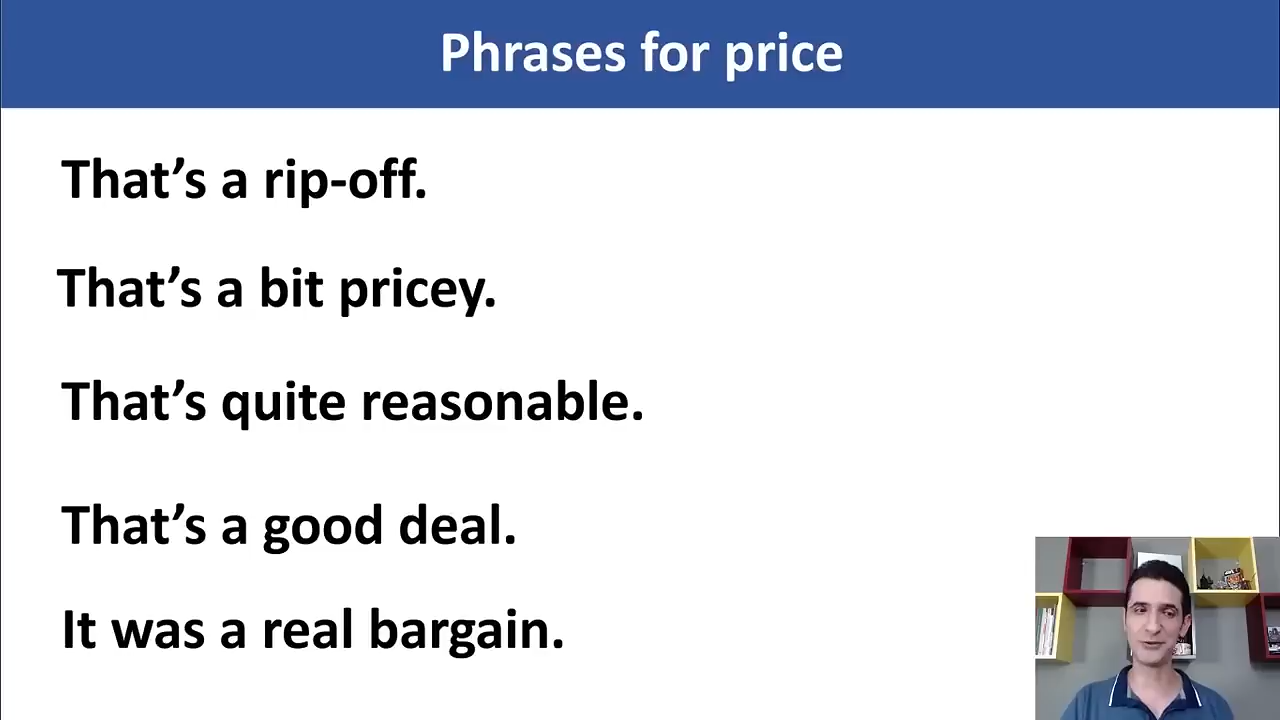 Phrases for price
That’s a rip-off.
That’s a bit pricey.
That’s quite reasonable.
That’s a good deal.
It was a real bargain.